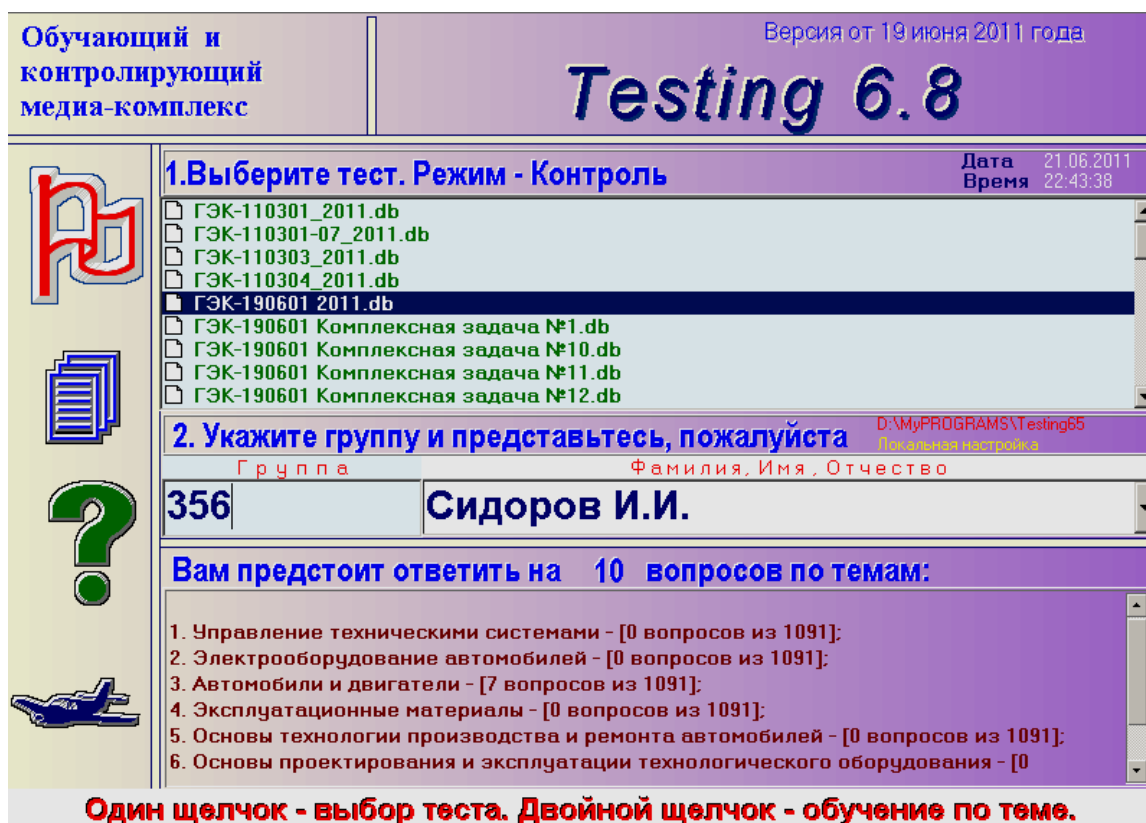 Обучающий и
контролирующий
медиа-комплекс
Версия от 19 июня 2011 года
Testing 6.8
1.Выберите тест. Режим - Контроль
Дата 21.06.2011
Время 22:43:38
ГЭК-110301_2011.db
ГЭК-110301-07_2011.db
ГЭК-110303_2011.db
ГЭК-110304_2011.db
ГЭК-190601 2011.db
ГЭК-190601 Комплексная задача №1.db
ГЭК-190601 Комплексная задача №10.db
ГЭК-190601 Комплексная задача №11.db
ГЭК-190601 Комплексная задача №12.db
2. Укажите группу и представьтесь, пожалуйста
D:\MyPROGRAMS\Testing65
Локальная настройка
Группа Фамилия, Имя, Отчество
356 Сидоров И.И.
Вам предстоит ответить на 10 вопросов по темам:
1. Управление техническими системами - [0 вопросов из 1091];
2. Электрооборудование автомобилей - [0 вопросов из 1091];
3. Автомобили и двигатели - [7 вопросов из 1091];
4. Эксплуатационные материалы - [0 вопросов из 1091];
5. Основы технологии производства и ремонта автомобилей - [0 вопросов из 1091];
6. Основы проектирования и эксплуатации технологического оборудования - [0
Один щелчок - выбор теста. Двойной щелчок - обучение по теме.